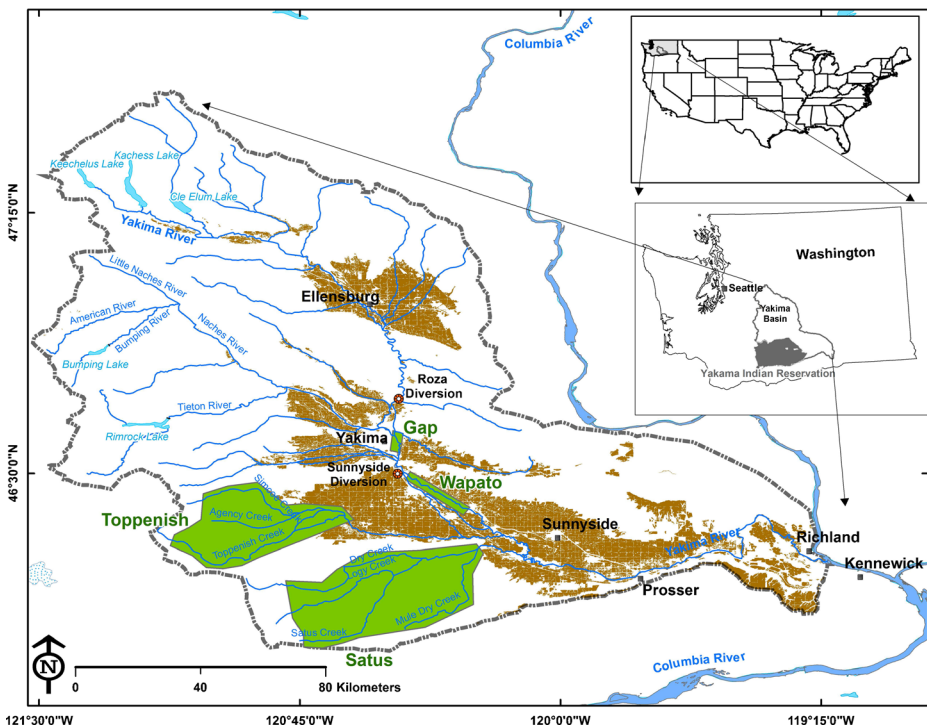 Columbia River
Kachess Lake
Keechelus Lake
Cle Elum Lake
Yakima River
47°15'0"N
Washington
Seattle
Yakima
Basin
Yakama Indian Reservation
Little Naches River
Ellensburg
American River
Bumping River
Naches River
Bumping Lake
Roza
Diversion
Tieton River
Gap
Rimrock Lake
Yakima
46°30'0"N
Sunnyside
Diversion
Wapato
Toppenish
Agency Creek
Toppenish Creek
Sunnyside
Yakima River
Richland
Dry Creek
Logy Creek
Kennewick
Prosser
Mule Dry Creek
Satus Creek
Satus
N
Columbia River
0 40 80 Kilometers
121°30'0"W 120°45'0"W 120°0'0"W 119°15'0"W